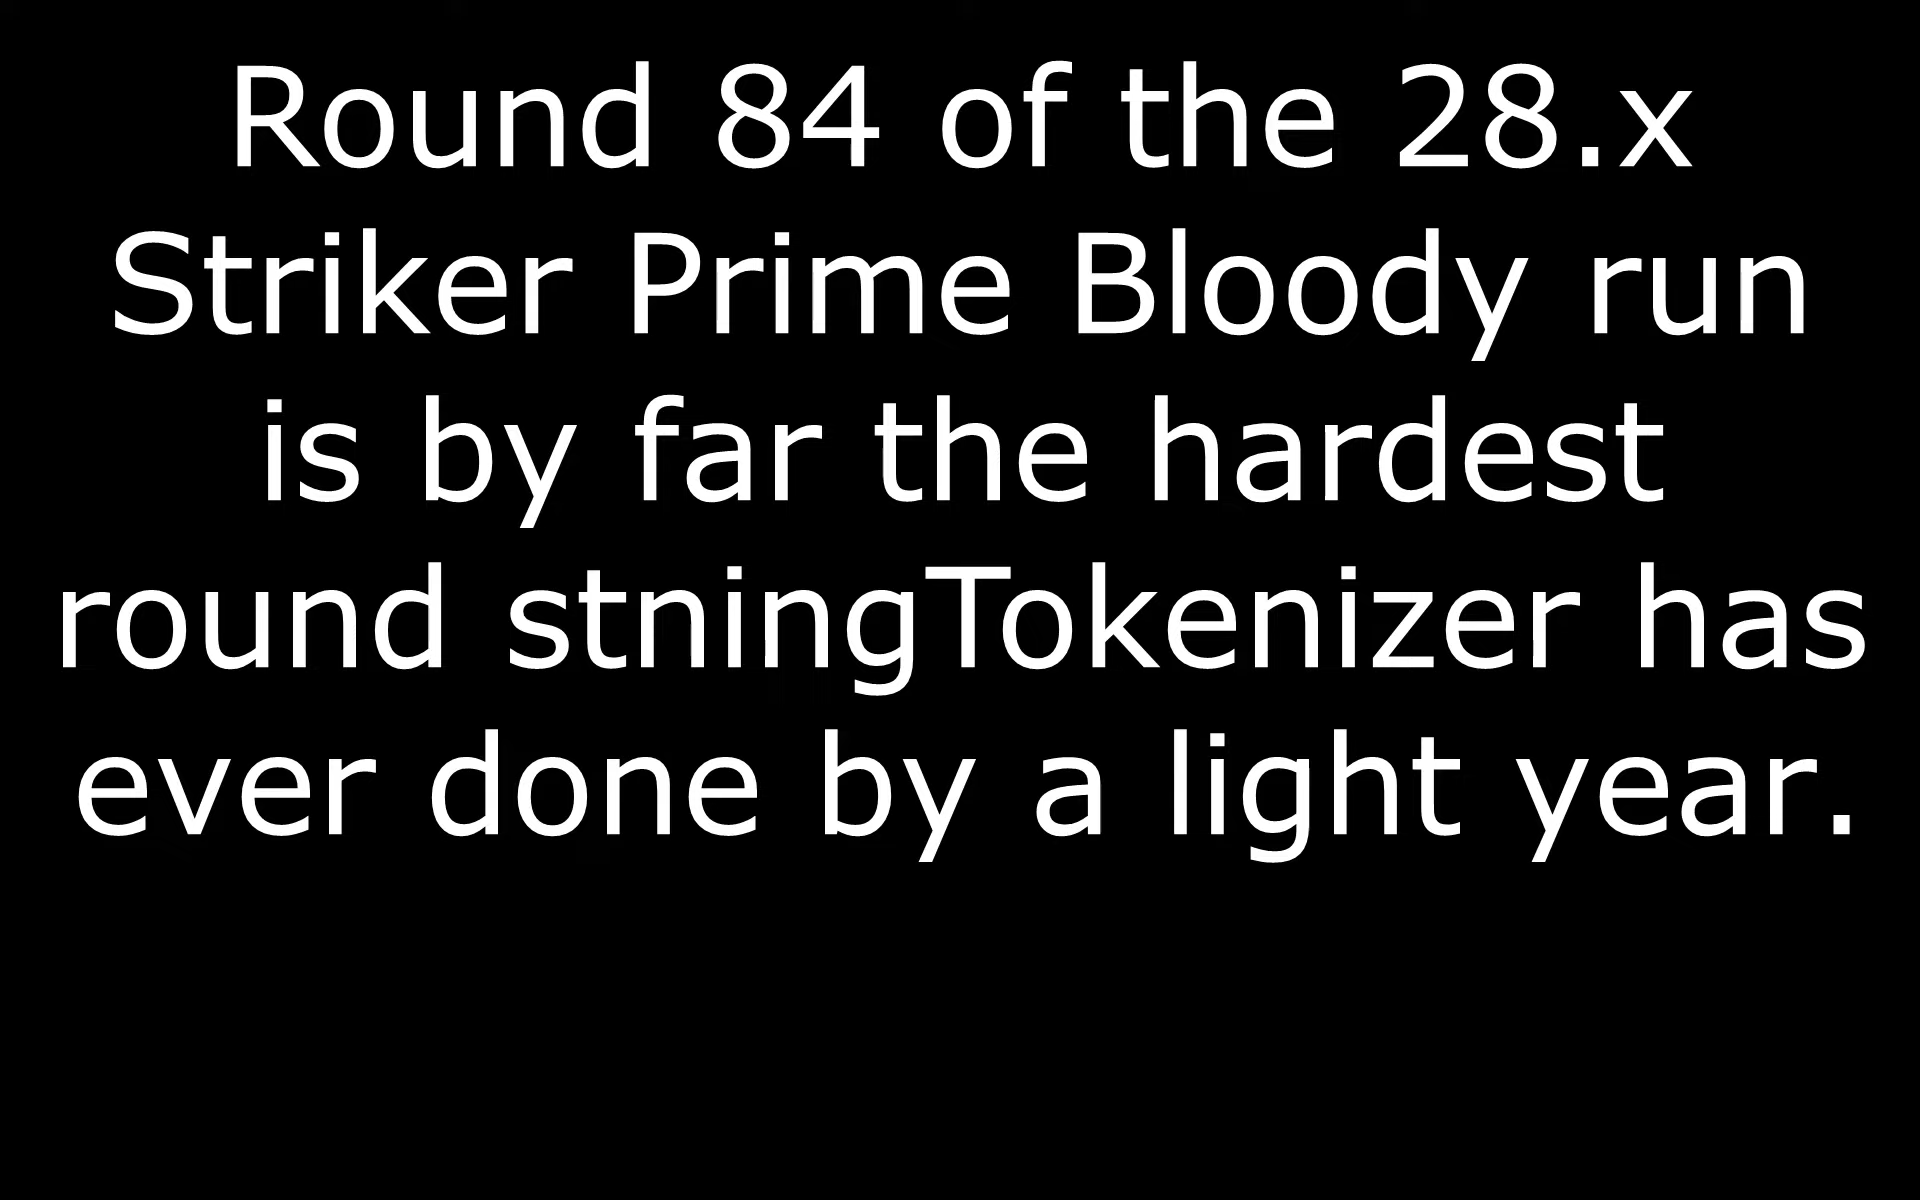 Round 84 of the 28.x
Striker Prime Bloody run
is by far the hardest
round stningTokenizer has
ever done by a light year.